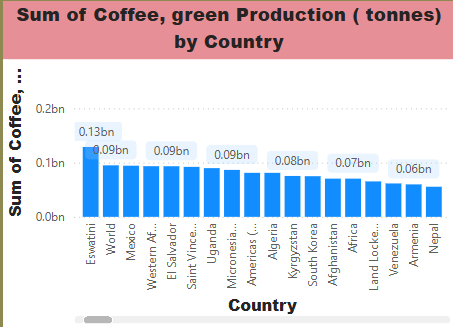 Sum of Coffee, green Production ( tonnes)
by Country
Sum of Coffee, ...
0.2bn
0.1bn
0.0bn
0.13bn
0.09bn
0.09bn
0.09bn
0.08bn
0.07bn
0.06bn
Eswatini
World
Mexico
Western Af...
El Salvador
Saint Vince...
Uganda
Micronesia...
Americas (...
Algeria
Kyrgyzstan
South Korea
Afghanistan
Africa
Land Locke...
Venezuela
Armenia
Nepal
Country